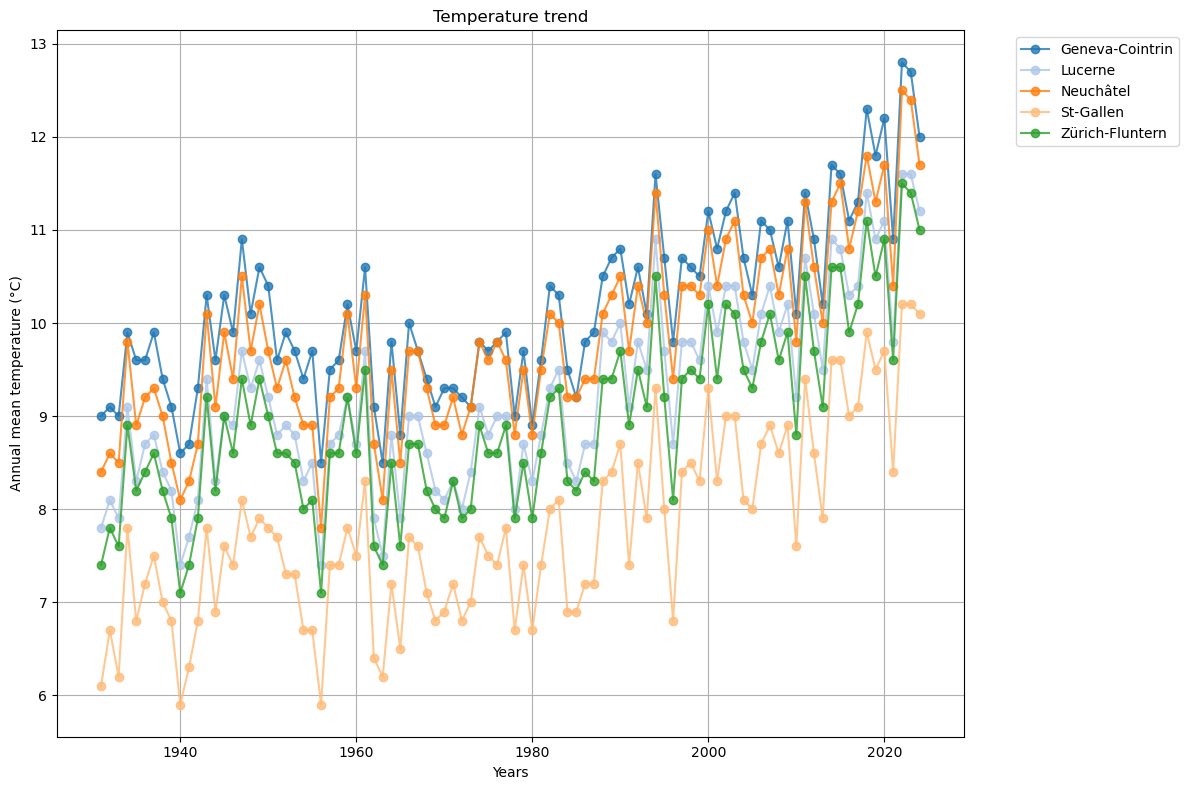 Temperature trend
Geneva-Cointrin
Lucerne
Neuchâtel
St-Gallen
Zürich-Fluntern
Annual mean temperature (°C)
13
12
11
10
9
8
7
6
1940 1960 1980 2000 2020
Years